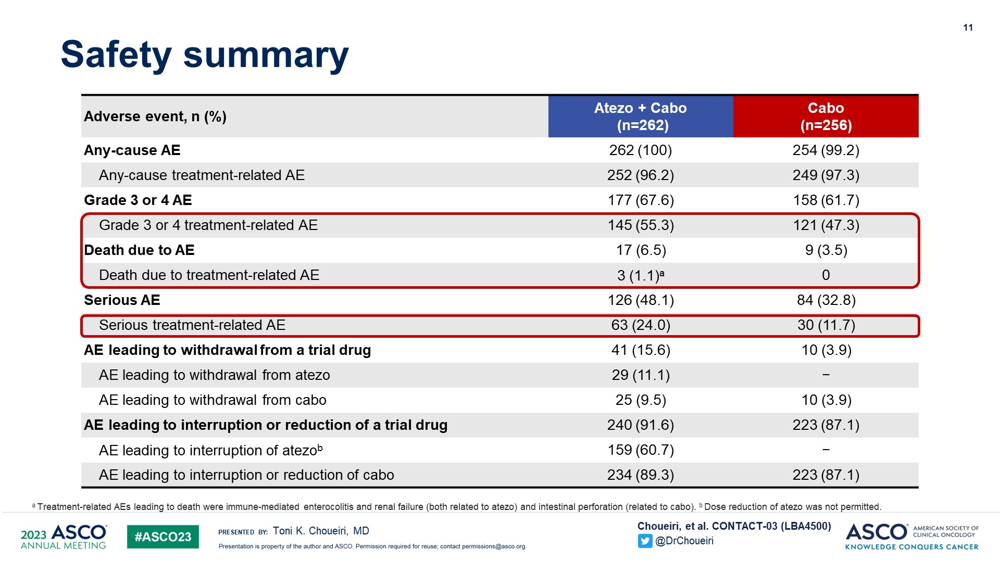 11
Safety summary
Adverse event, n (%) Atezo + Cabo (n=262) Cabo (n=256)
Any-cause AE 262 (100) 254 (99.2)
Any-cause treatment-related AE 252 (96.2) 249 (97.3)
Grade 3 or 4 AE 177 (67.6) 158 (61.7)
Grade 3 or 4 treatment-related AE 145 (55.3) 121 (47.3)
Death due to AE 17 (6.5) 9 (3.5)
Death due to treatment-related AE 3 (1.1)ᵃ 0
Serious AE 126 (48.1) 84 (32.8)
Serious treatment-related AE 63 (24.0) 30 (11.7)
AE leading to withdrawal from a trial drug 41 (15.6) 10 (3.9)
AE leading to withdrawal from atezo 29 (11.1) −
AE leading to withdrawal from cabo 25 (9.5) 10 (3.9)
AE leading to interruption or reduction of a trial drug 240 (91.6) 223 (87.1)
AE leading to interruption of atezoᵇ 159 (60.7) −
AE leading to interruption or reduction of cabo 234 (89.3) 223 (87.1)
ᵃ Treatment-related AEs leading to death were immune-mediated enterocolitis and renal failure (both related to atezo) and intestinal perforation (related to cabo). ᵇ Dose reduction of atezo was not permitted.
2023 ASCO
ANNUAL MEETING
#ASCO23
PRESENTED BY: Toni K. Choueiri, MD
Presentation is property of the author and ASCO. Permission required for reuse; contact permissions@asco.org.
Choueiri, et al. CONTACT-03 (LBA4500)
@DrChoueiri
ASCO AMERICAN SOCIETY OF
CLINICAL ONCOLOGY
KNOWLEDGE CONQUERS CANCER